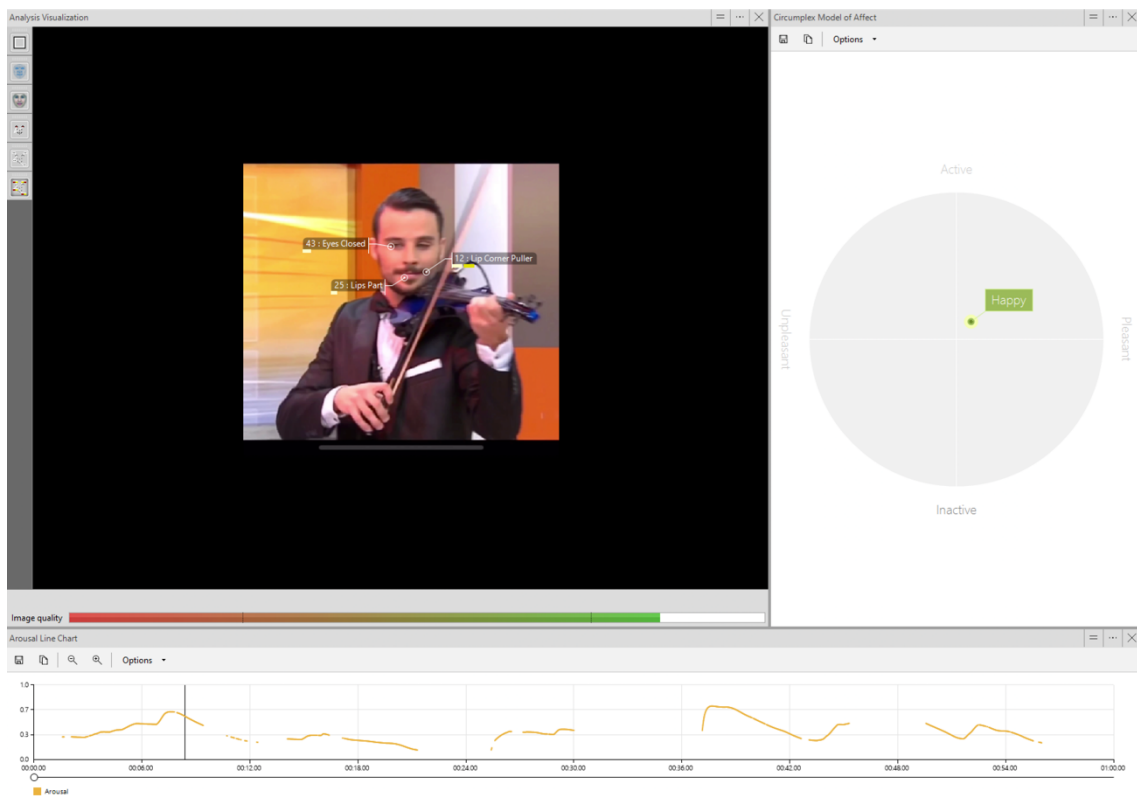 Analysis Visualization
Circumplex Model of Affect
Options
43 : Eyes Closed
12 : Lip Corner Puller
25 : Lips Part
Active
Happy
Unpleasant
Pleasant
Inactive
Image quality
Arousal Line Chart
Options
1.0
0.7
0.3
0.0
00:00.00
00:06.00
00:12.00
00:18.00
00:24.00
00:30.00
00:36.00
00:42.00
00:48.00
00:54.00
01:00.00
Arousal